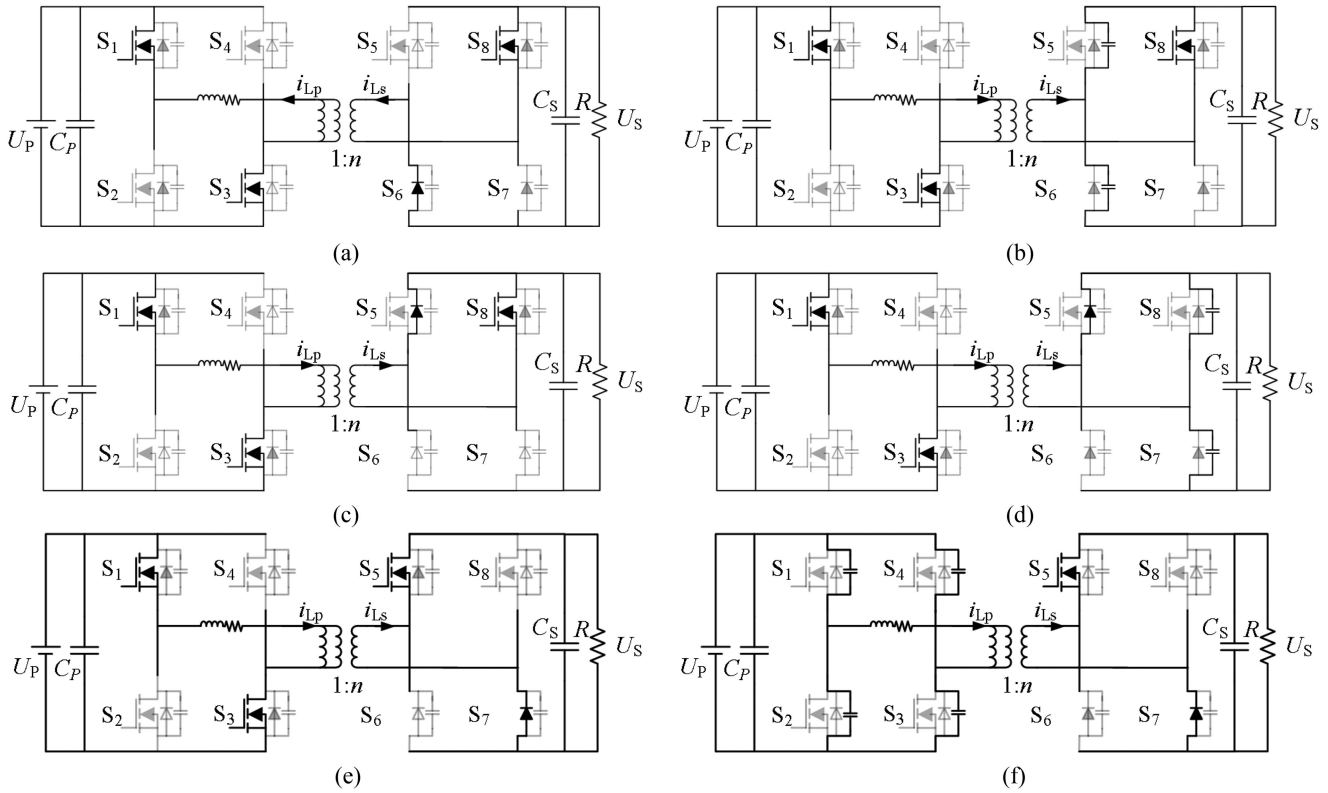 S1 S4 S5 S8
iLp iLs
UP CP CS R US
1:n
S2 S3 S6 S7
(a)
S1 S4 S5 S8
iLp iLs
UP CP CS R US
1:n
S2 S3 S6 S7
(b)
S1 S4 S5 S8
iLp iLs
UP CP CS R US
1:n
S2 S3 S6 S7
(c)
S1 S4 S5 S8
iLp iLs
UP CP CS R US
1:n
S2 S3 S6 S7
(d)
S1 S4 S5 S8
iLp iLs
UP CP CS R US
1:n
S2 S3 S6 S7
(e)
S1 S4 S5 S8
iLp iLs
UP CP CS R US
1:n
S2 S3 S6 S7
(f)